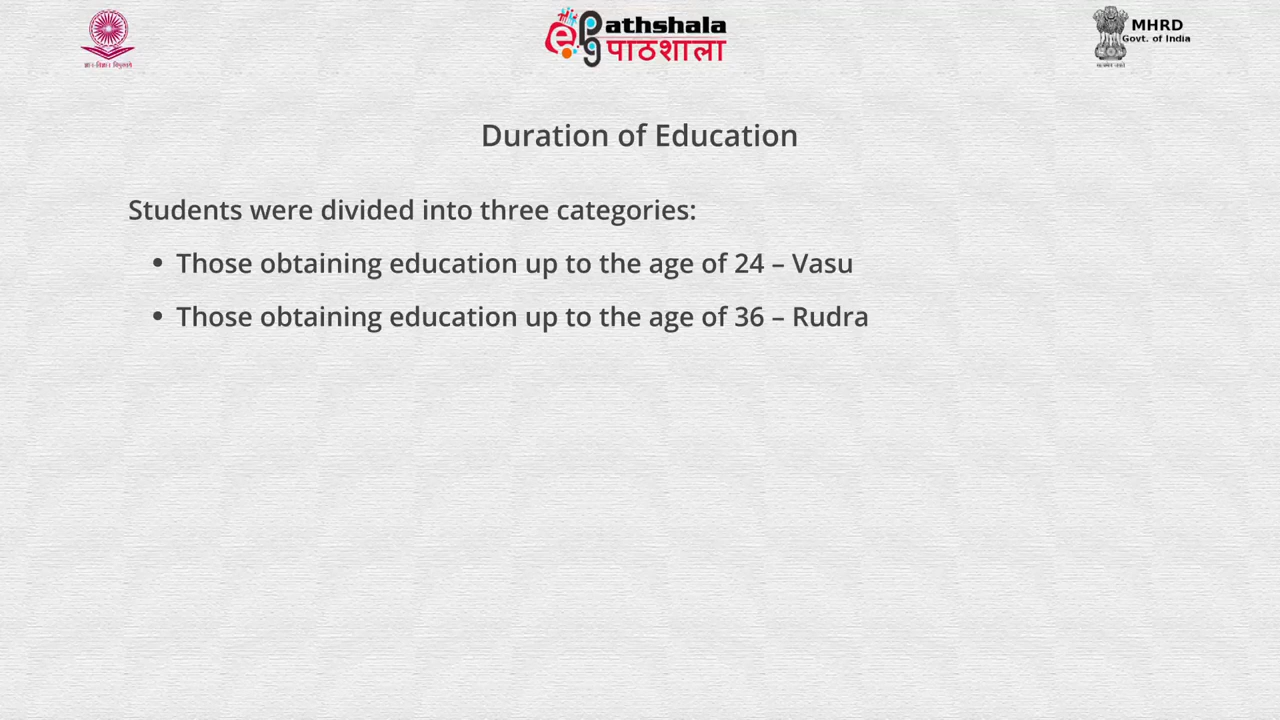 Pathshala
पाठशाला
MHRD
Govt. of India
Duration of Education
Students were divided into three categories:
• Those obtaining education up to the age of 24 – Vasu
• Those obtaining education up to the age of 36 – Rudra